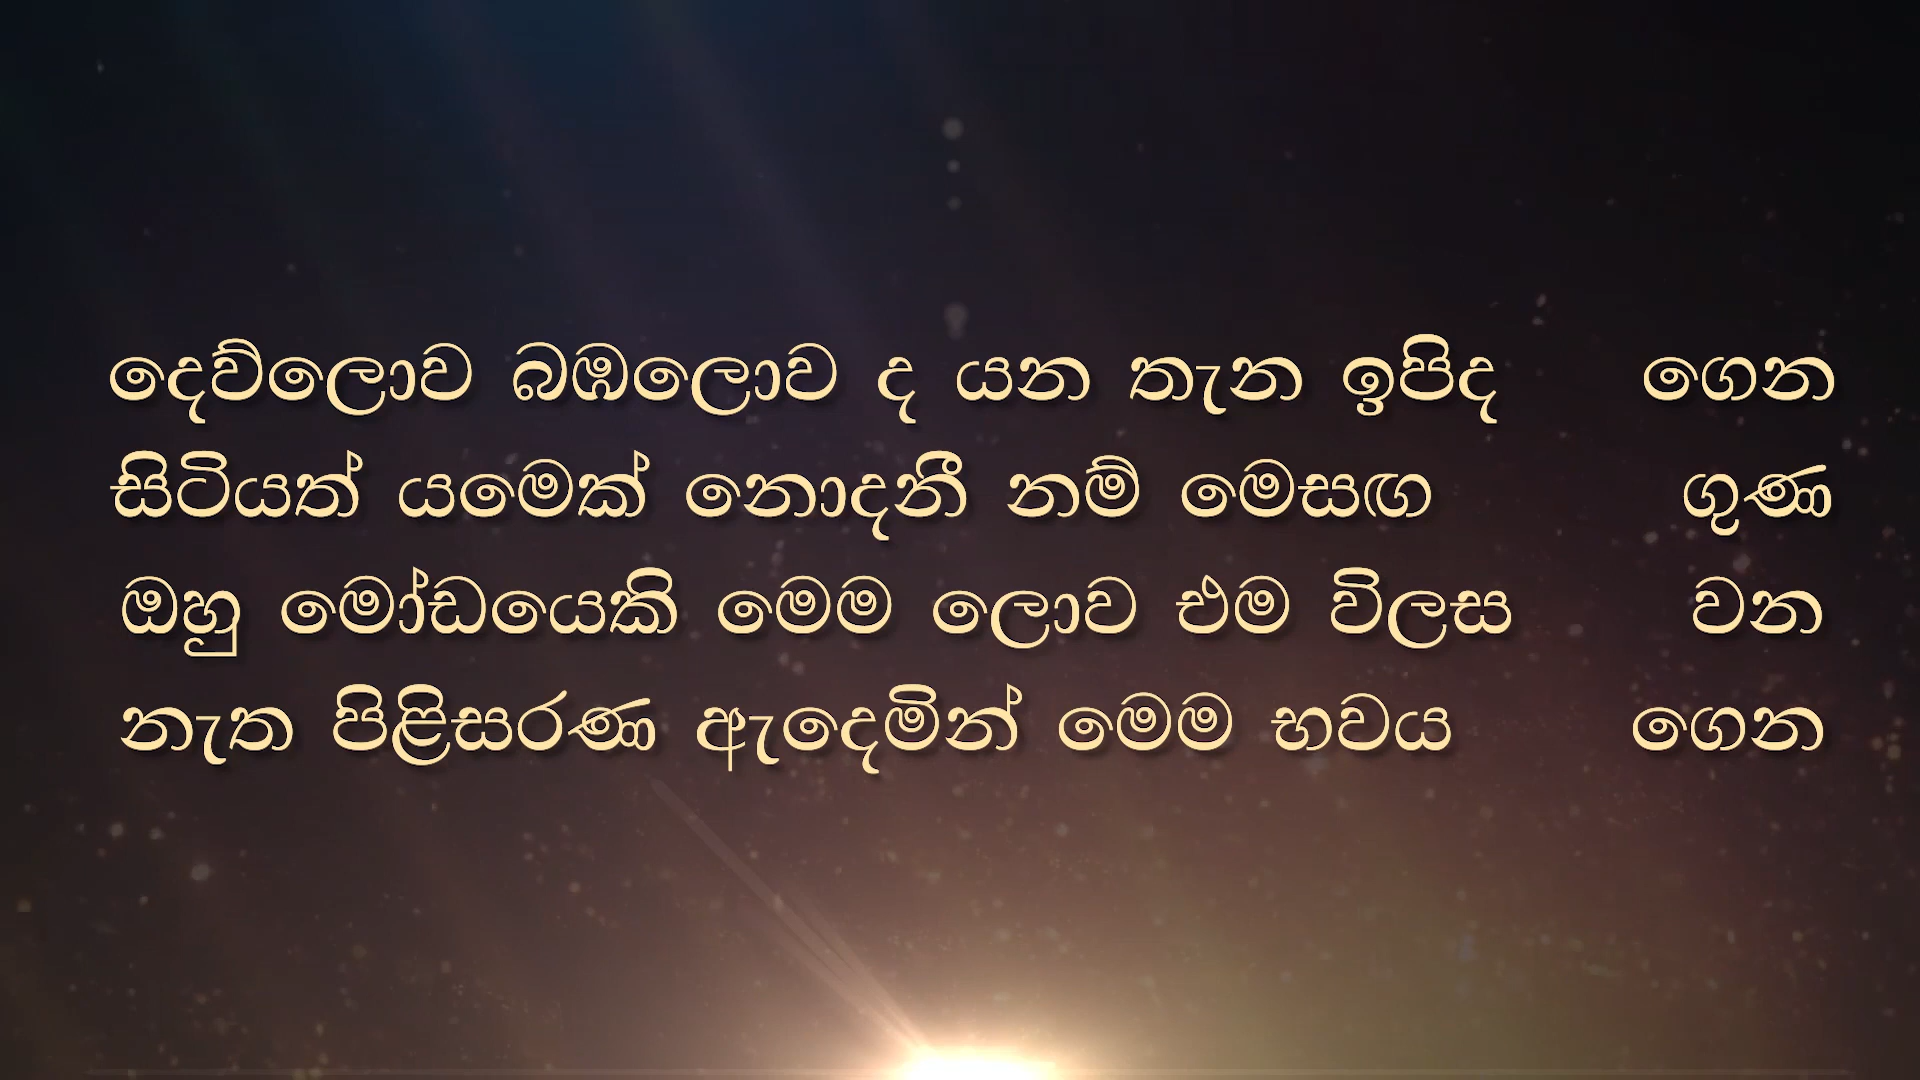 දෙව්ලොව බඹලොව ද යන තැන ඉපිද ගෙන
සිටියත් යමෙක් නොදනී නම් මෙසඟ ගුණ
ඔහු මෝඩයෙකි මෙම ලොව එම විලස වන
නැත පිළිසරණ ඇදෙමින් මෙම භවය ගෙන